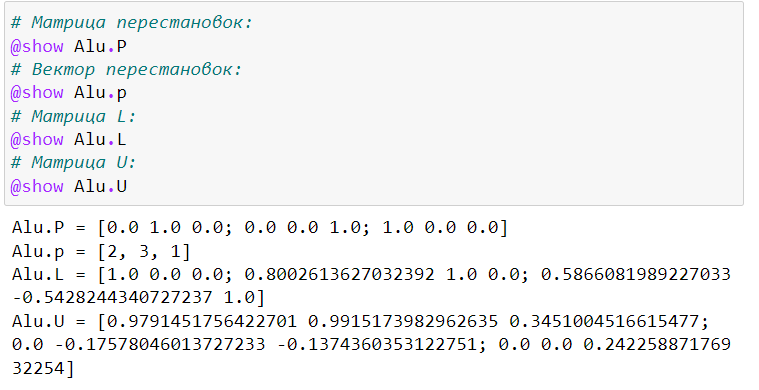 # Матрица перестановок:
@show Alu.P
# Вектор перестановок:
@show Alu.p
# Матрица L:
@show Alu.L
# Матрица U:
@show Alu.U
Alu.P = [0.0 1.0 0.0; 0.0 0.0 1.0; 1.0 0.0 0.0]
Alu.p = [2, 3, 1]
Alu.L = [1.0 0.0 0.0; 0.8002613627032392 1.0 0.0; 0.5866081989227033
-0.5428244340727237 1.0]
Alu.U = [0.9791451756422701 0.9915173982962635 0.3451004516615477;
0.0 -0.17578046013727233 -0.1374360353122751; 0.0 0.0 0.242258871769
32254]